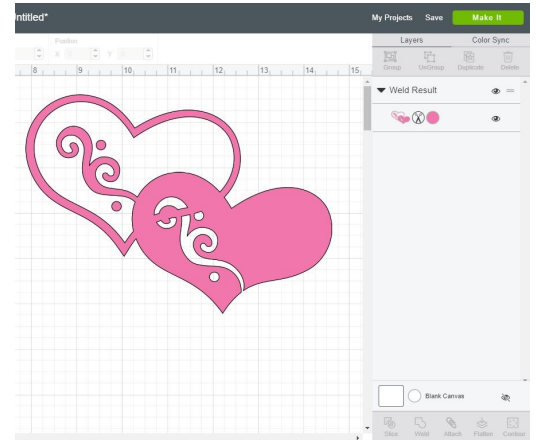 Untitled*
My Projects Save Make It
Layers Color Sync
Position
X Y
Group UnGroup Duplicate Delete
8 9 10 11 12 13 14 15
Weld Result
Blank Canvas
Slice Weld Attach Flatten Contour